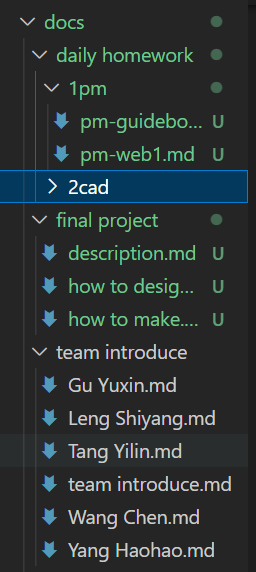 docs
daily homework
1pm
pm-guidebo... U
pm-web1.md U
2cad
final project
description.md U
how to desig... U
how to make.... U
team introduce
Gu Yuxin.md
Leng Shiyang.md
Tang Yilin.md
team introduce.md
Wang Chen.md
Yang Haohao.md